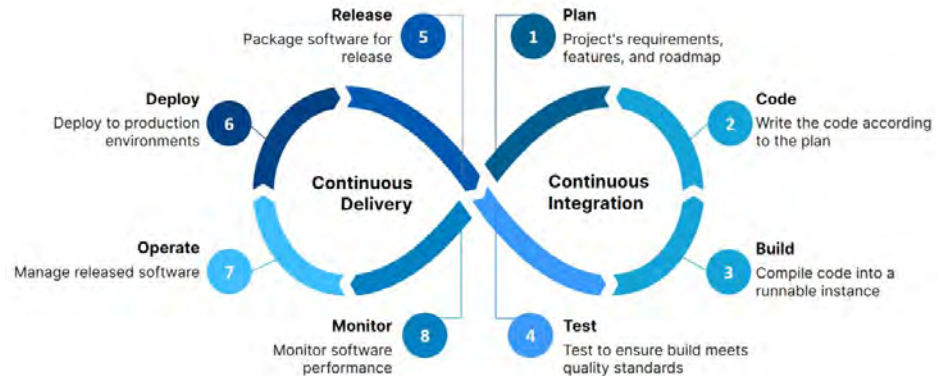 Release
Package software for
release
5
1
Plan
Project's requirements,
features, and roadmap
Deploy
Deploy to production
environments
6
2
Code
Write the code according
to the plan
Continuous
Delivery
Continuous
Integration
Operate
Manage released software
7
3
Build
Compile code into a
runnable instance
Monitor
Monitor software
performance
8
4
Test
Test to ensure build meets
quality standards